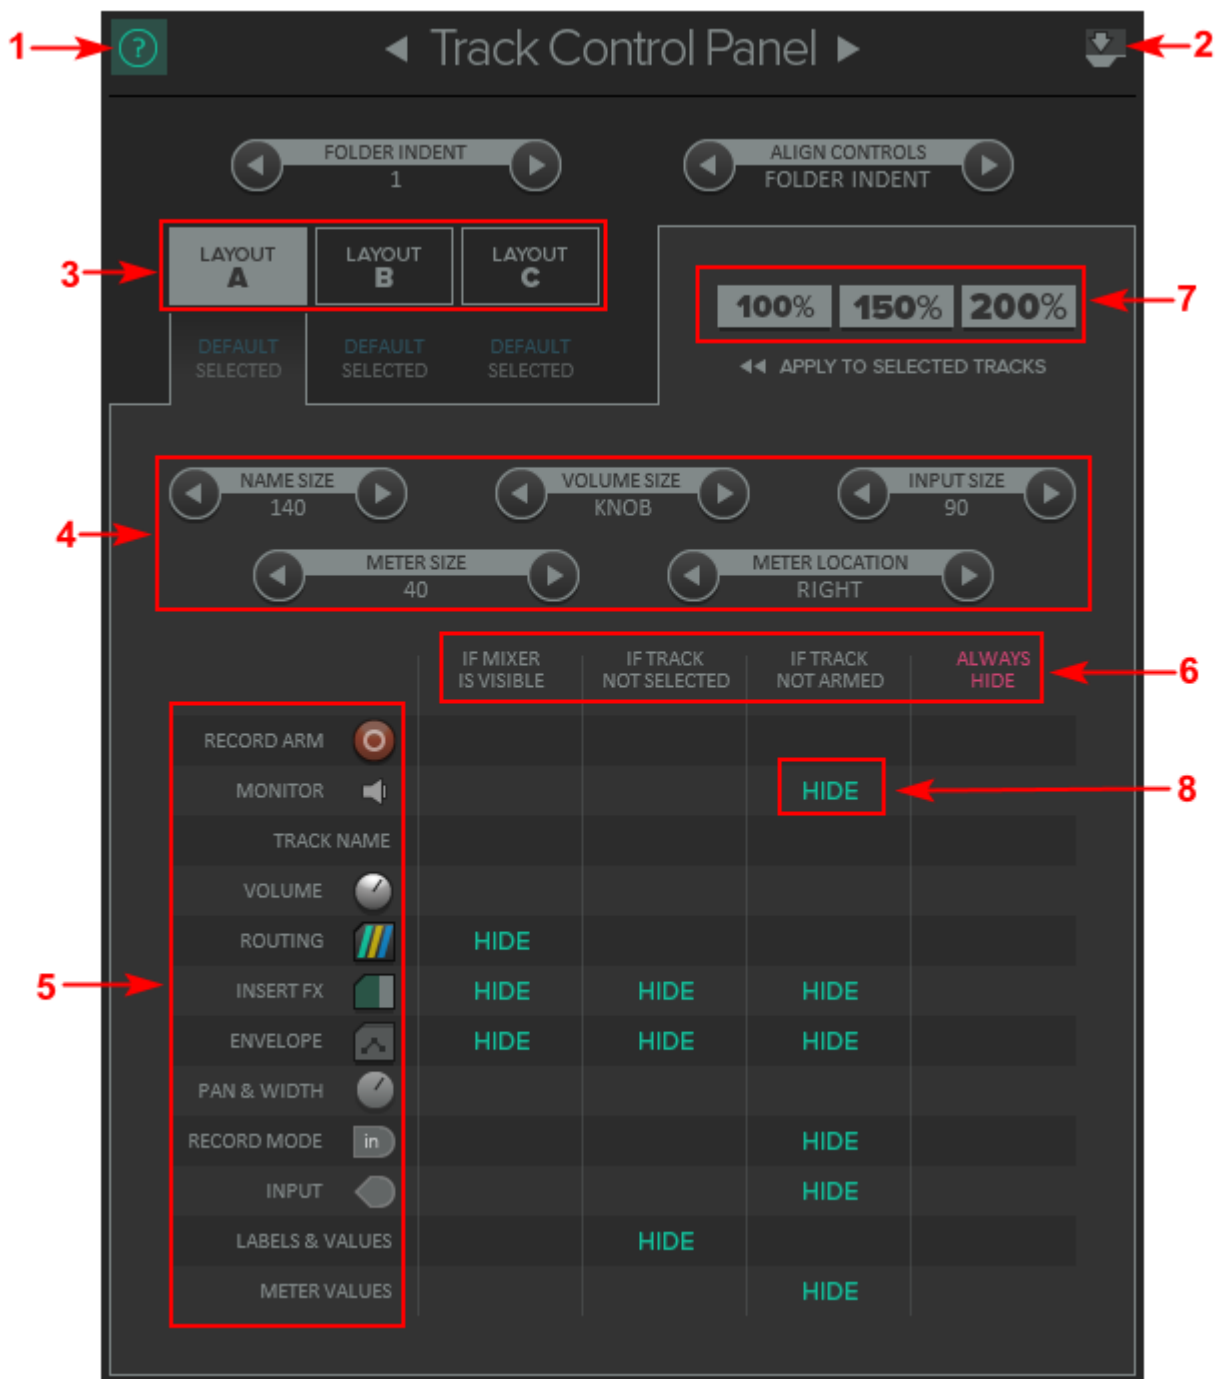 1
?
Track Control Panel
2
FOLDER INDENT
1
ALIGN CONTROLS
FOLDER INDENT
3
LAYOUT
A
LAYOUT
B
LAYOUT
C
DEFAULT
SELECTED
DEFAULT
SELECTED
DEFAULT
SELECTED
100% 150% 200%
7
APPLY TO SELECTED TRACKS
4
NAME SIZE
140
VOLUME SIZE
KNOB
INPUT SIZE
90
METER SIZE
40
METER LOCATION
RIGHT
IF MIXER
IS VISIBLE
IF TRACK
NOT SELECTED
IF TRACK
NOT ARMED
ALWAYS
HIDE
6
RECORD ARM
MONITOR HIDE
8
TRACK NAME
VOLUME
ROUTING HIDE
5
INSERT FX HIDE HIDE HIDE
ENVELOPE HIDE HIDE HIDE
PAN & WIDTH
RECORD MODE in HIDE
INPUT HIDE
LABELS & VALUES HIDE
METER VALUES HIDE